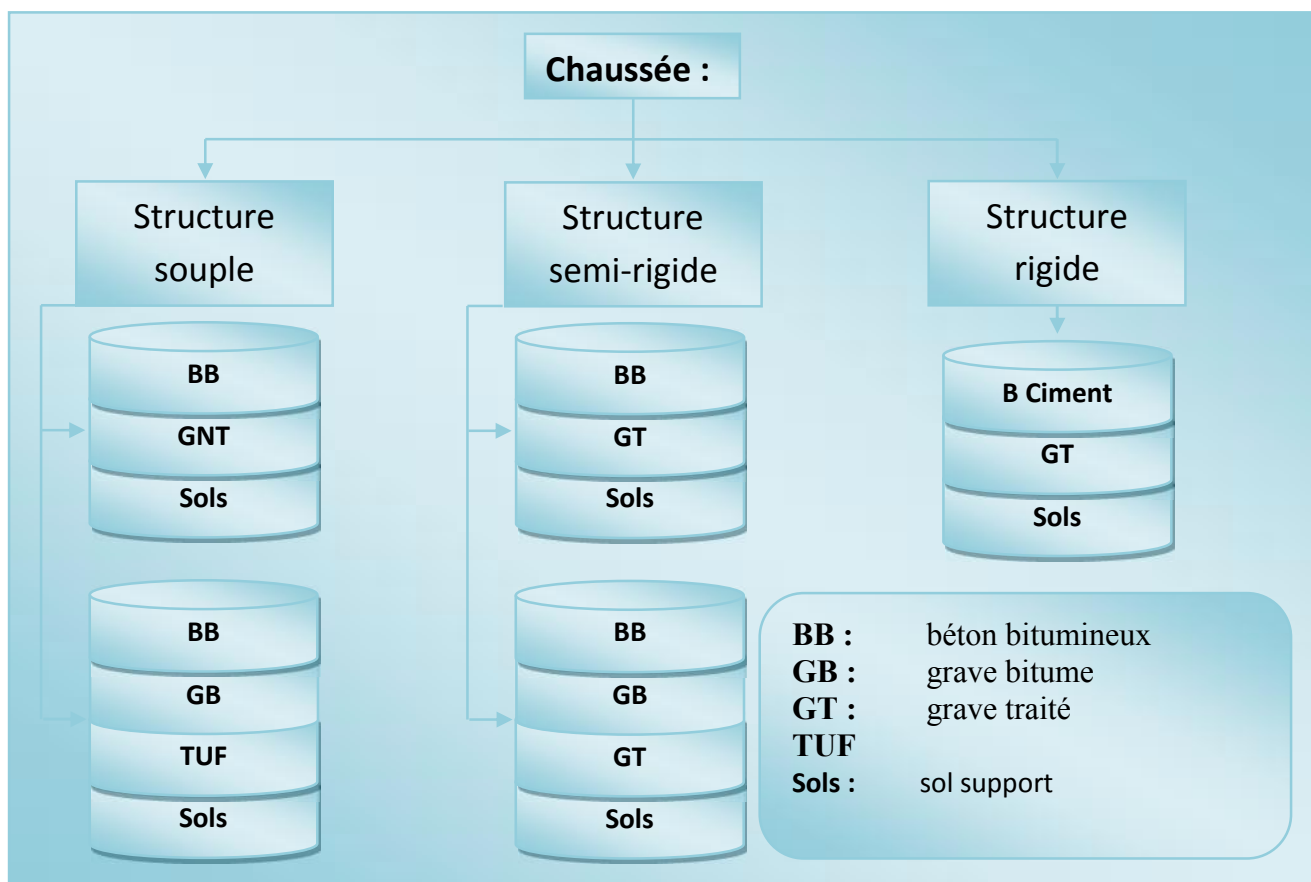 Chaussée :
Structure
souple
Structure
semi-rigide
Structure
rigide
BB
GNT
Sols
BB
GT
Sols
B Ciment
GT
Sols
BB
GB
TUF
Sols
BB
GB
GT
Sols
BB : béton bitumineux
GB : grave bitume
GT : grave traité
TUF
Sols : sol support